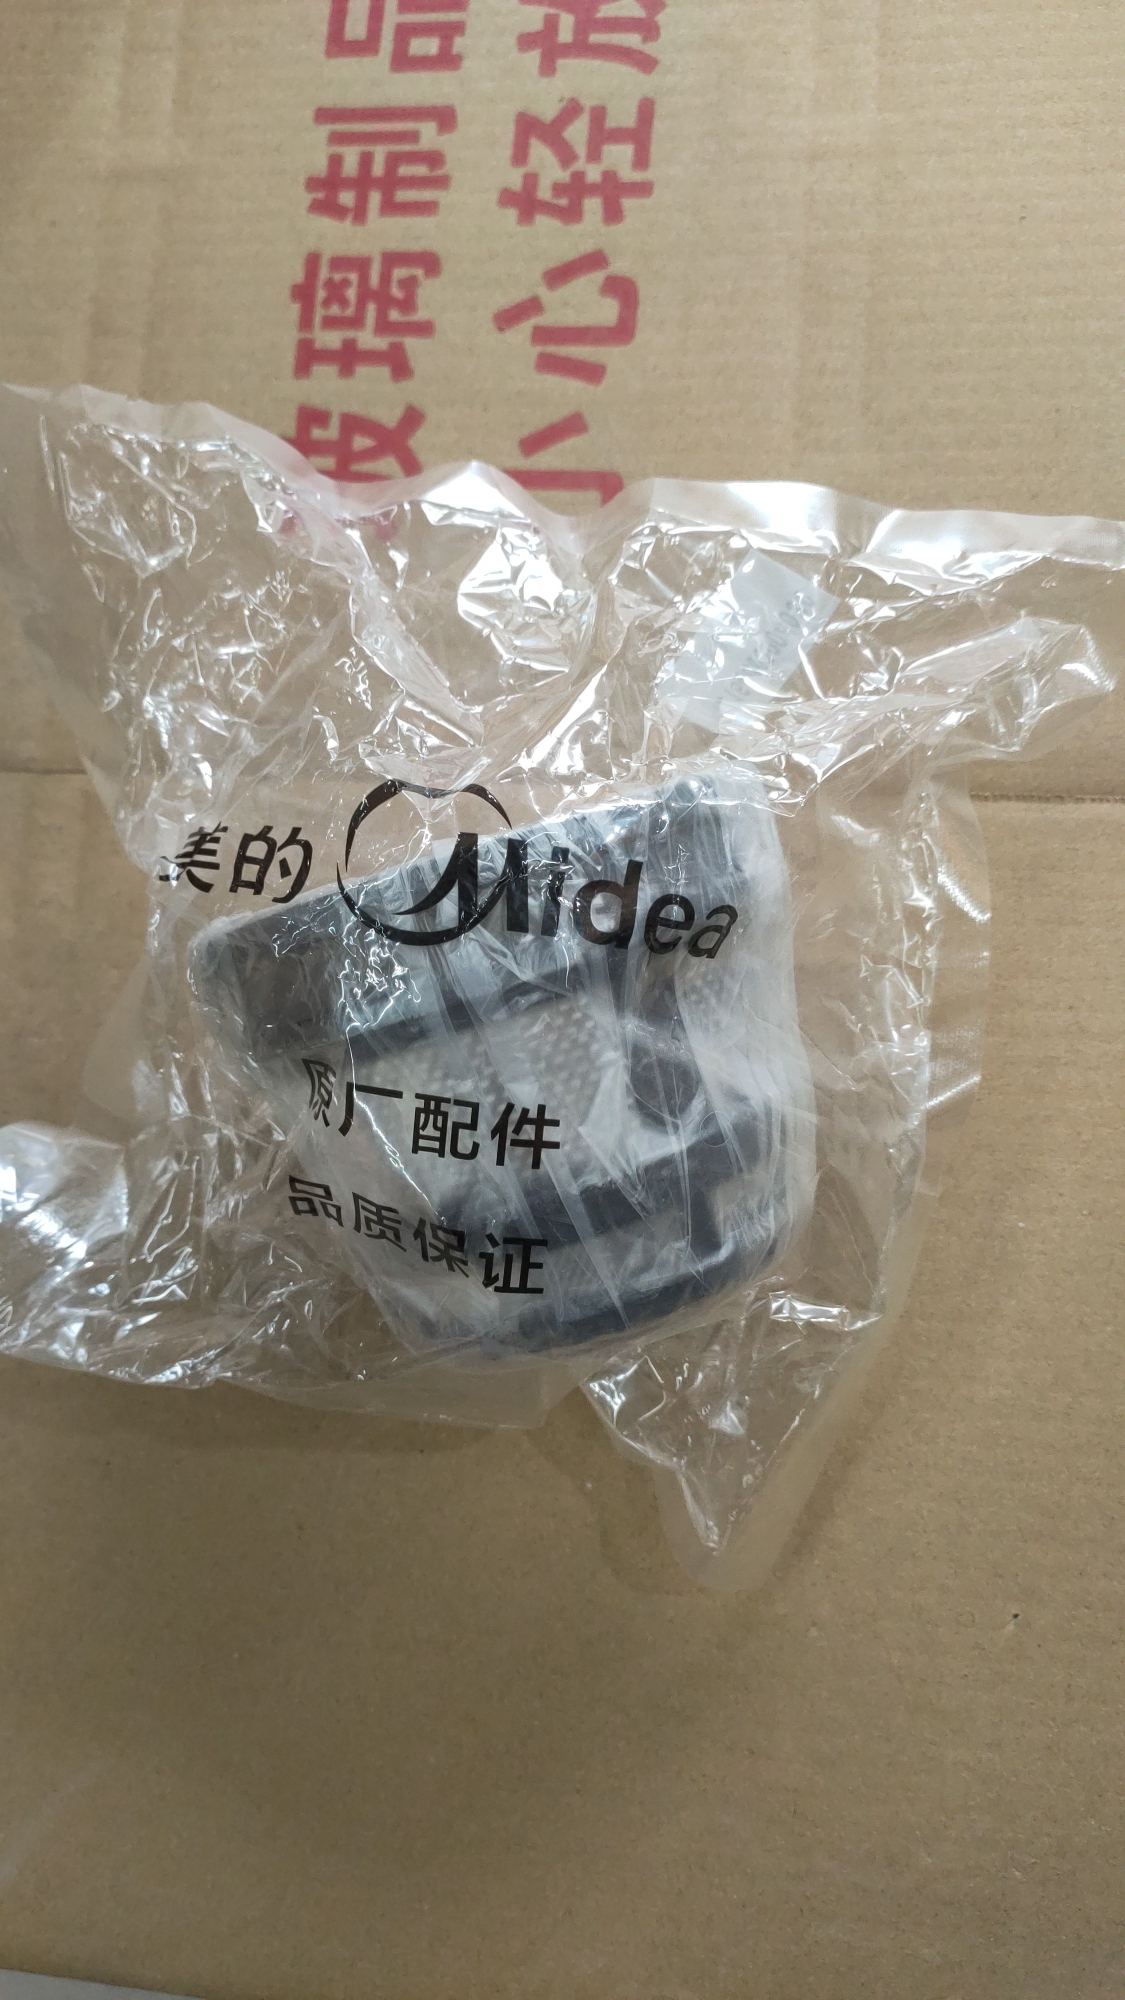 玻璃制品
小心轻放
美的 Midea
原厂配件
品质保证